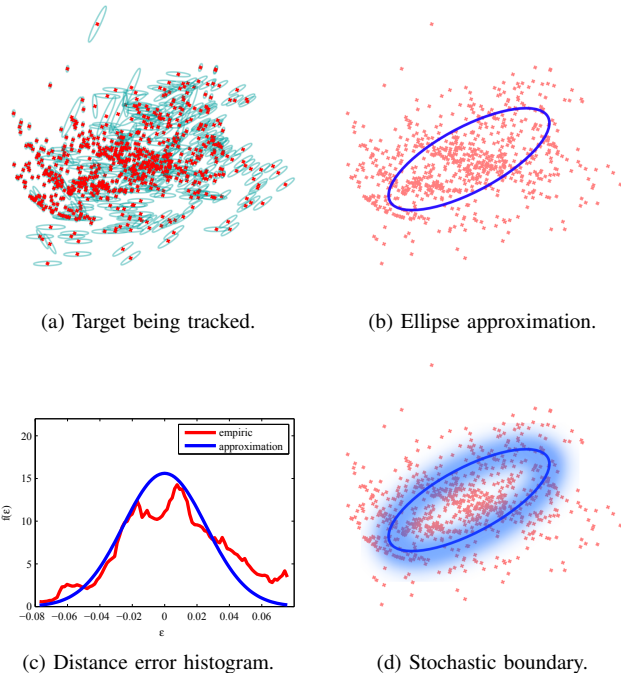 (a) Target being tracked.
(b) Ellipse approximation.
20
15
10
5
0
f(ε)
empiric
approximation
−0.08 −0.06 −0.04 −0.02 0 0.02 0.04 0.06
ε
(c) Distance error histogram.
(d) Stochastic boundary.